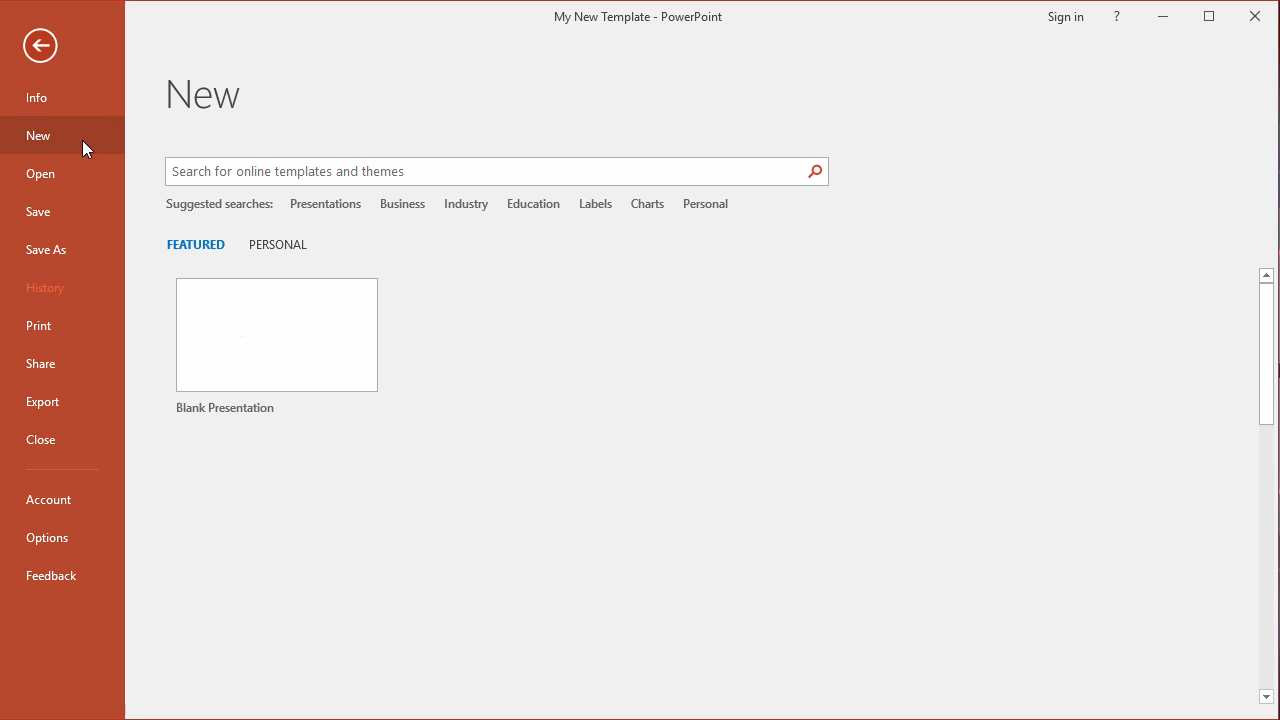 My New Template - PowerPoint
Sign in
?
Info
New
Open
Save
Save As
History
Print
Share
Export
Close
Account
Options
Feedback
New
Search for online templates and themes
Suggested searches: Presentations Business Industry Education Labels Charts Personal
FEATURED PERSONAL
Blank Presentation